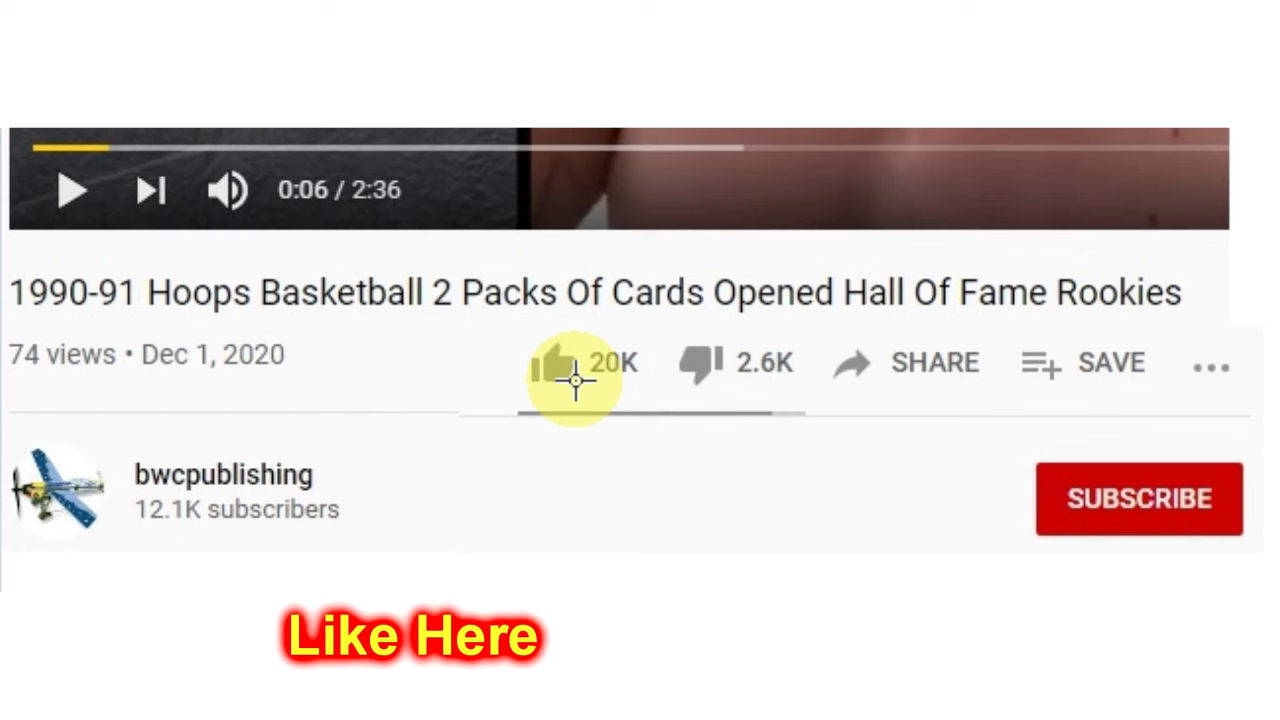 0:06 / 2:36
1990-91 Hoops Basketball 2 Packs Of Cards Opened Hall Of Fame Rookies
74 views • Dec 1, 2020
20K
2.6K
SHARE
SAVE
bwcpublishing
12.1K subscribers
SUBSCRIBE
Like Here